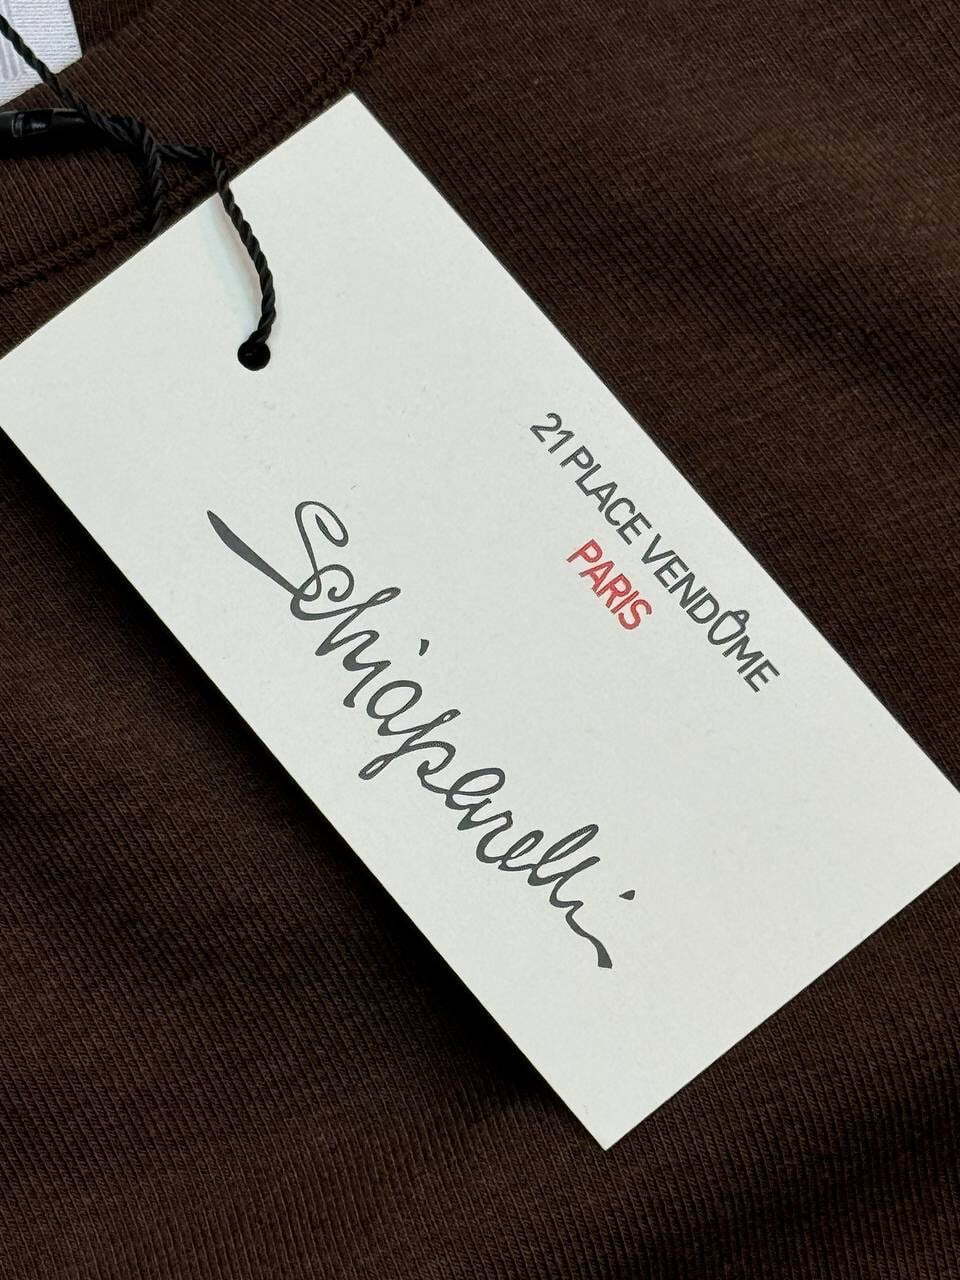 21 PLACE VENDÔME
PARIS
Schiaparelli